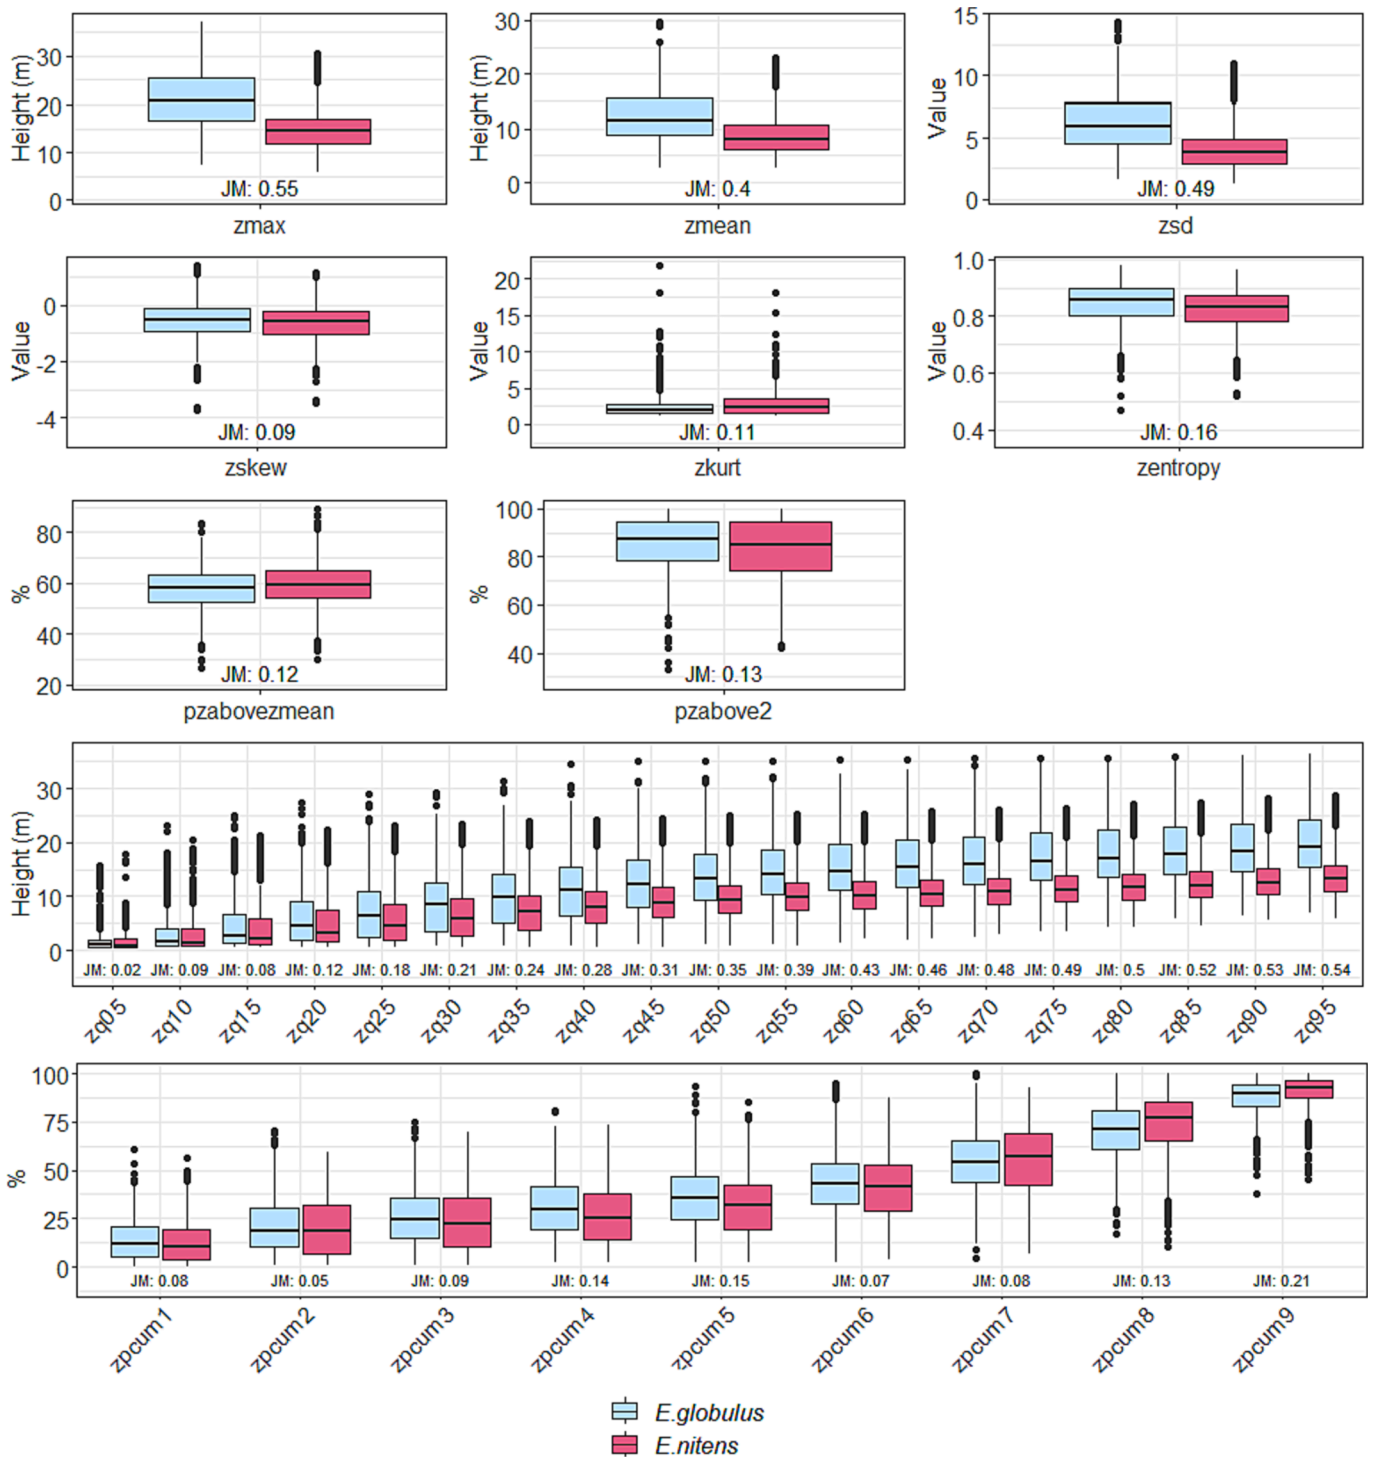 Height (m)
30
20
10
0
JM: 0.55
zmax
Height (m)
30
20
10
0
JM: 0.4
zmean
Value
15
10
5
0
JM: 0.49
zsd
Value
0
-2
-4
JM: 0.09
zskew
Value
20
15
10
5
0
JM: 0.11
zkurt
Value
1.0
0.8
0.6
0.4
JM: 0.16
zentropy
%
80
60
40
20
JM: 0.12
pzabovezmean
%
100
80
60
40
JM: 0.13
pzabove2
Height (m)
30
20
10
0
JM: 0.02 JM: 0.09 JM: 0.08 JM: 0.12 JM: 0.18 JM: 0.21 JM: 0.24 JM: 0.28 JM: 0.31 JM: 0.35 JM: 0.39 JM: 0.43 JM: 0.46 JM: 0.48 JM: 0.49 JM: 0.5 JM: 0.52 JM: 0.53 JM: 0.54
zq05 zq10 zq15 zq20 zq25 zq30 zq35 zq40 zq45 zq50 zq55 zq60 zq65 zq70 zq75 zq80 zq85 zq90 zq95
%
100
75
50
25
0
JM: 0.08 JM: 0.05 JM: 0.09 JM: 0.14 JM: 0.15 JM: 0.07 JM: 0.08 JM: 0.13 JM: 0.21
zpcum1 zpcum2 zpcum3 zpcum4 zpcum5 zpcum6 zpcum7 zpcum8 zpcum9
E.globulus
E.nitens